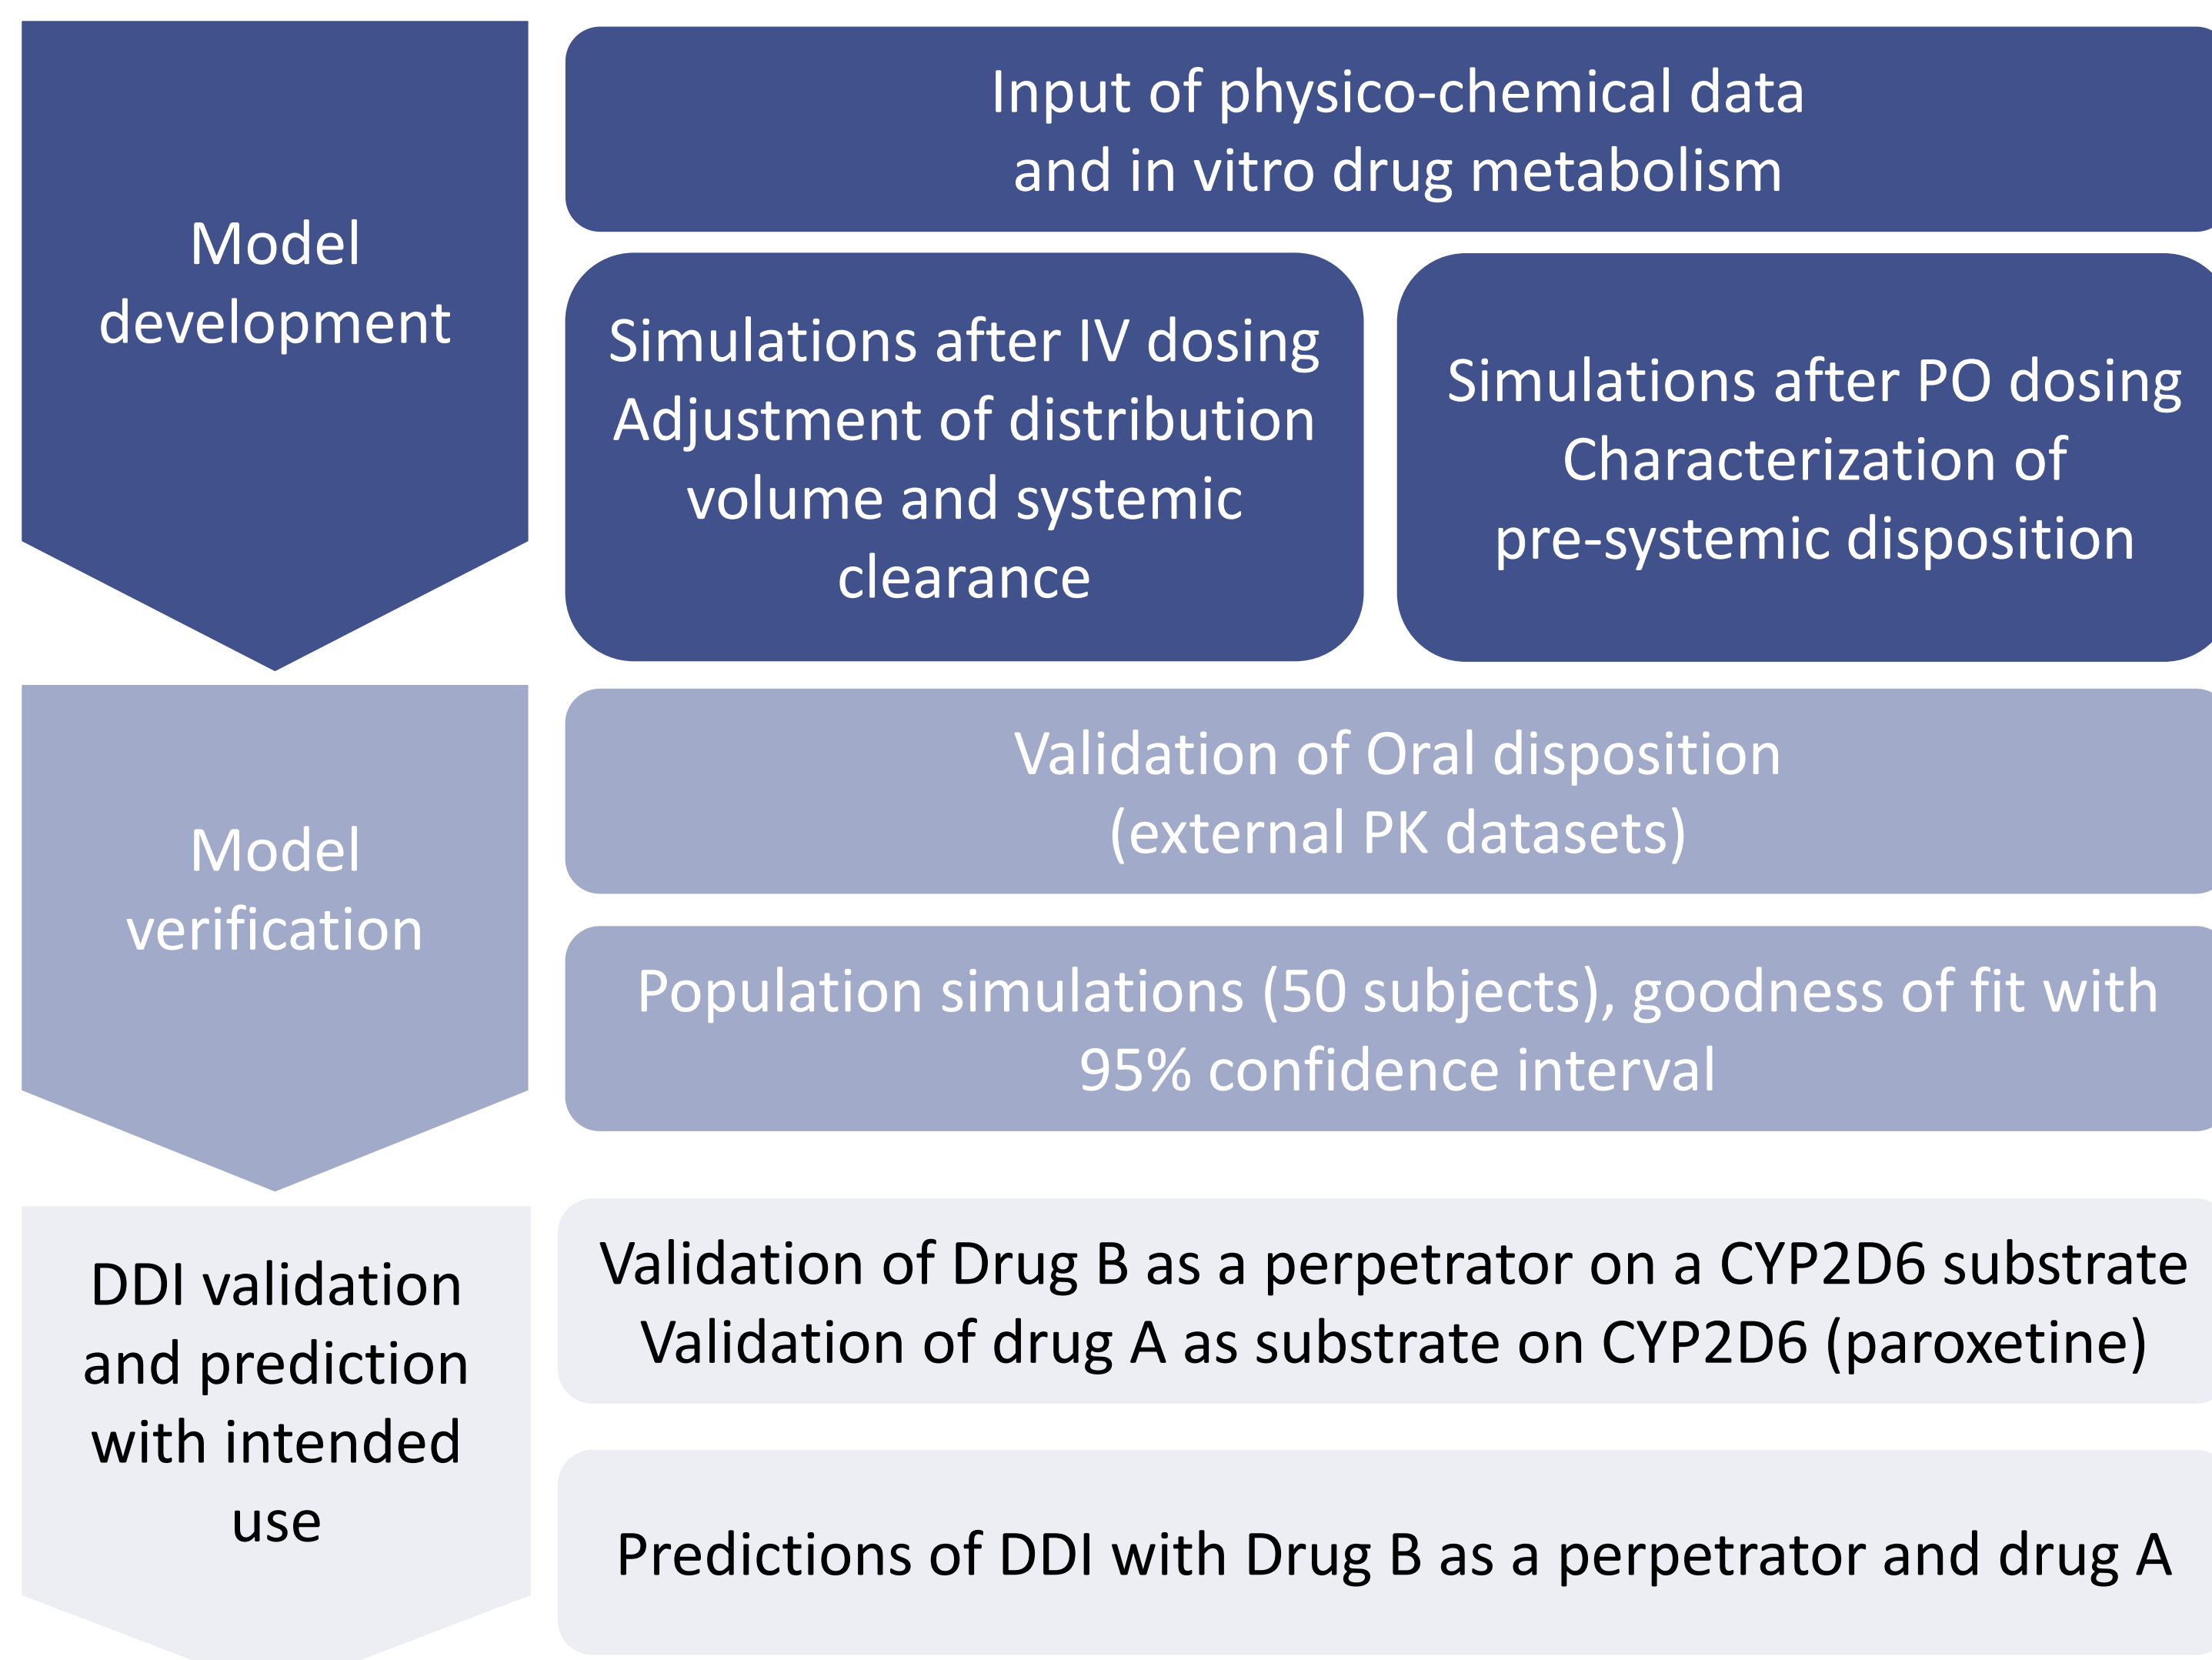 Model
development
Input of physico-chemical data
and in vitro drug metabolism
Simulations after IV dosing
Adjustment of distribution
volume and systemic
clearance
Simulations after PO dosing
Characterization of
pre-systemic disposition
Model
verification
Validation of Oral disposition
(external PK datasets)
Population simulations (50 subjects), goodness of fit with
95% confidence interval
DDI validation
and prediction
with intended
use
Validation of Drug B as a perpetrator on a CYP2D6 substrate
Validation of drug A as substrate on CYP2D6 (paroxetine)
Predictions of DDI with Drug B as a perpetrator and drug A